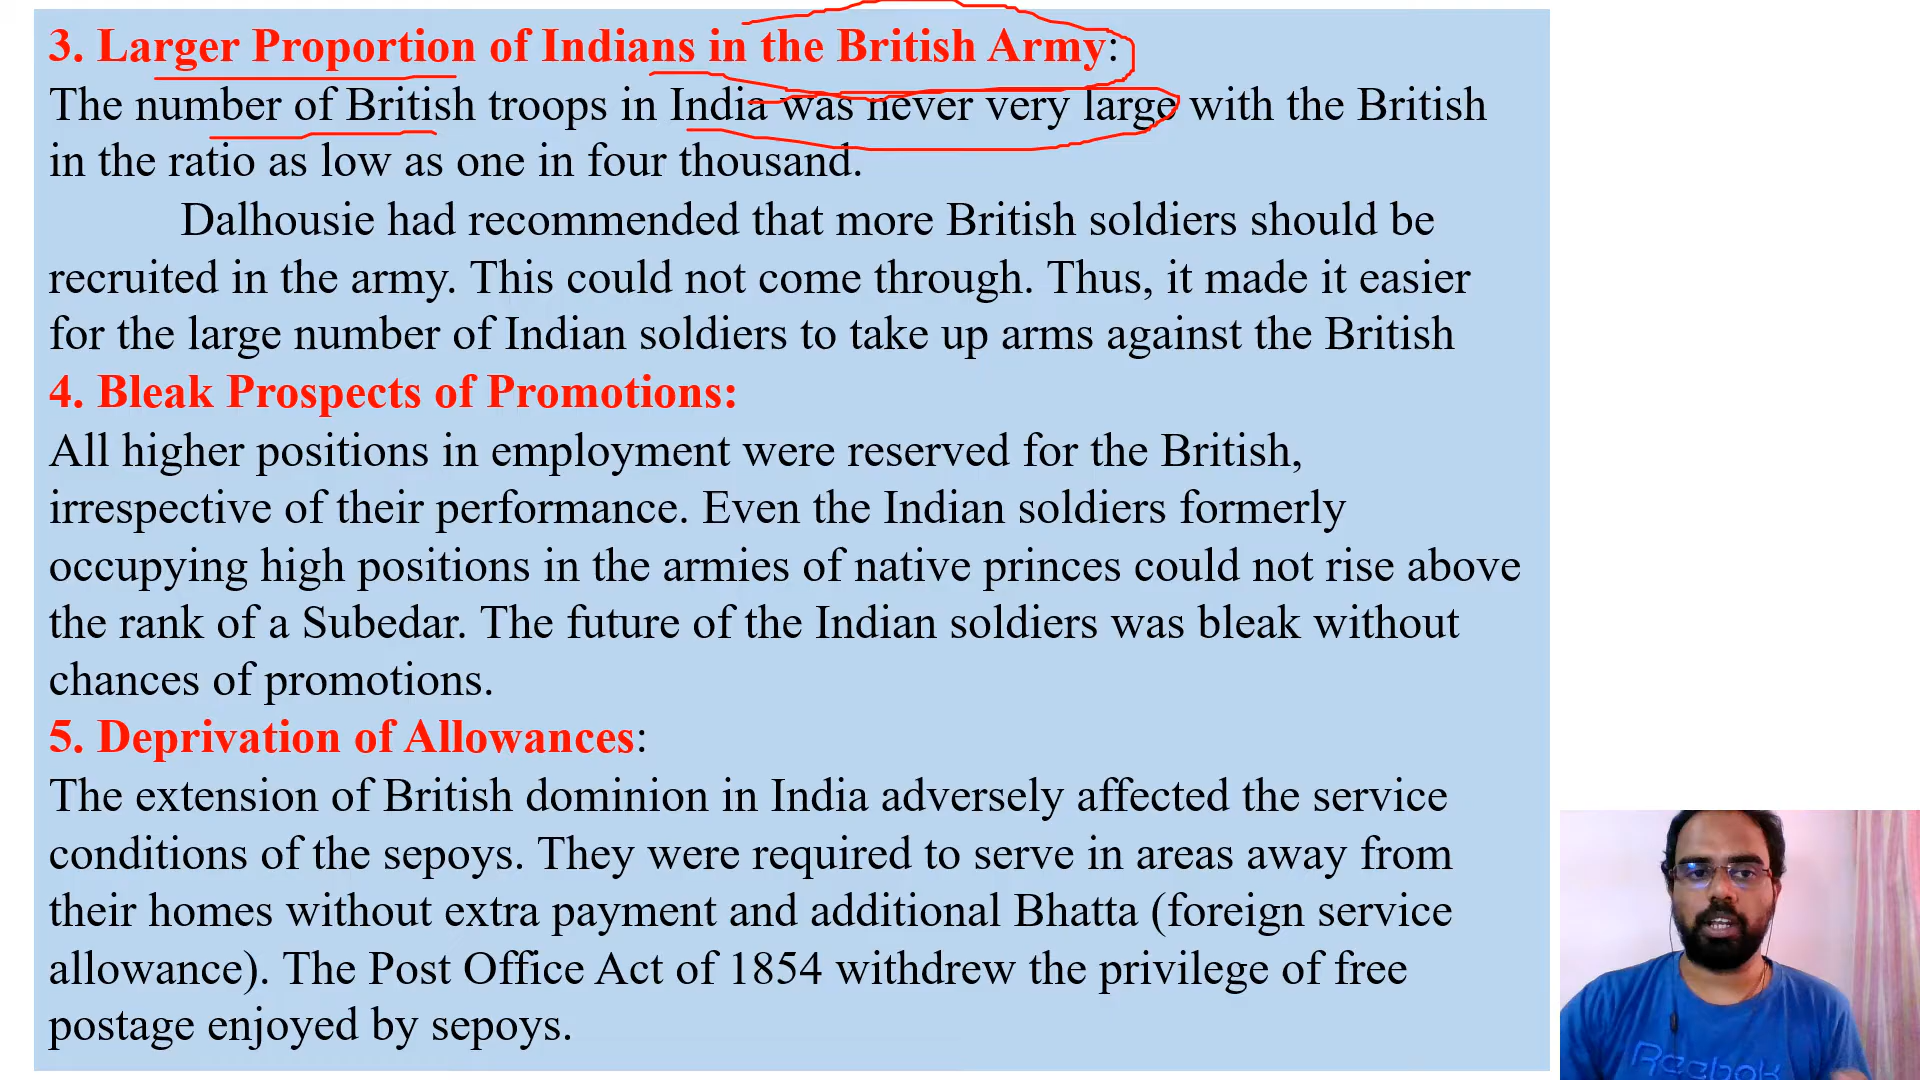 3. Larger Proportion of Indians in the British Army:
The number of British troops in India was never very large with the British
in the ratio as low as one in four thousand.
Dalhousie had recommended that more British soldiers should be
recruited in the army. This could not come through. Thus, it made it easier
for the large number of Indian soldiers to take up arms against the British
4. Bleak Prospects of Promotions:
All higher positions in employment were reserved for the British,
irrespective of their performance. Even the Indian soldiers formerly
occupying high positions in the armies of native princes could not rise above
the rank of a Subedar. The future of the Indian soldiers was bleak without
chances of promotions.
5. Deprivation of Allowances:
The extension of British dominion in India adversely affected the service
conditions of the sepoys. They were required to serve in areas away from
their homes without extra payment and additional Bhatta (foreign service
allowance). The Post Office Act of 1854 withdrew the privilege of free
postage enjoyed by sepoys.
Reebok